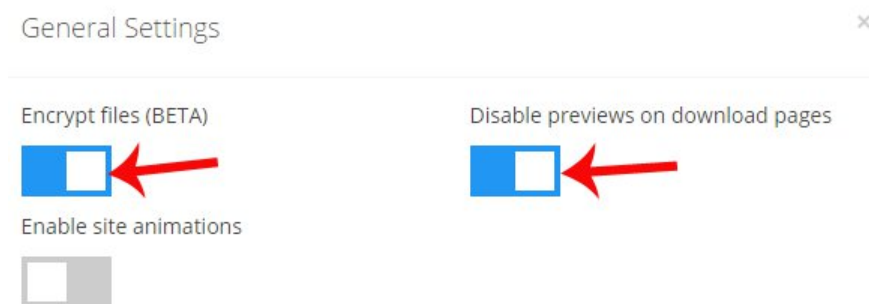 General Settings
×
Encrypt files (BETA)
Disable previews on download pages
Enable site animations